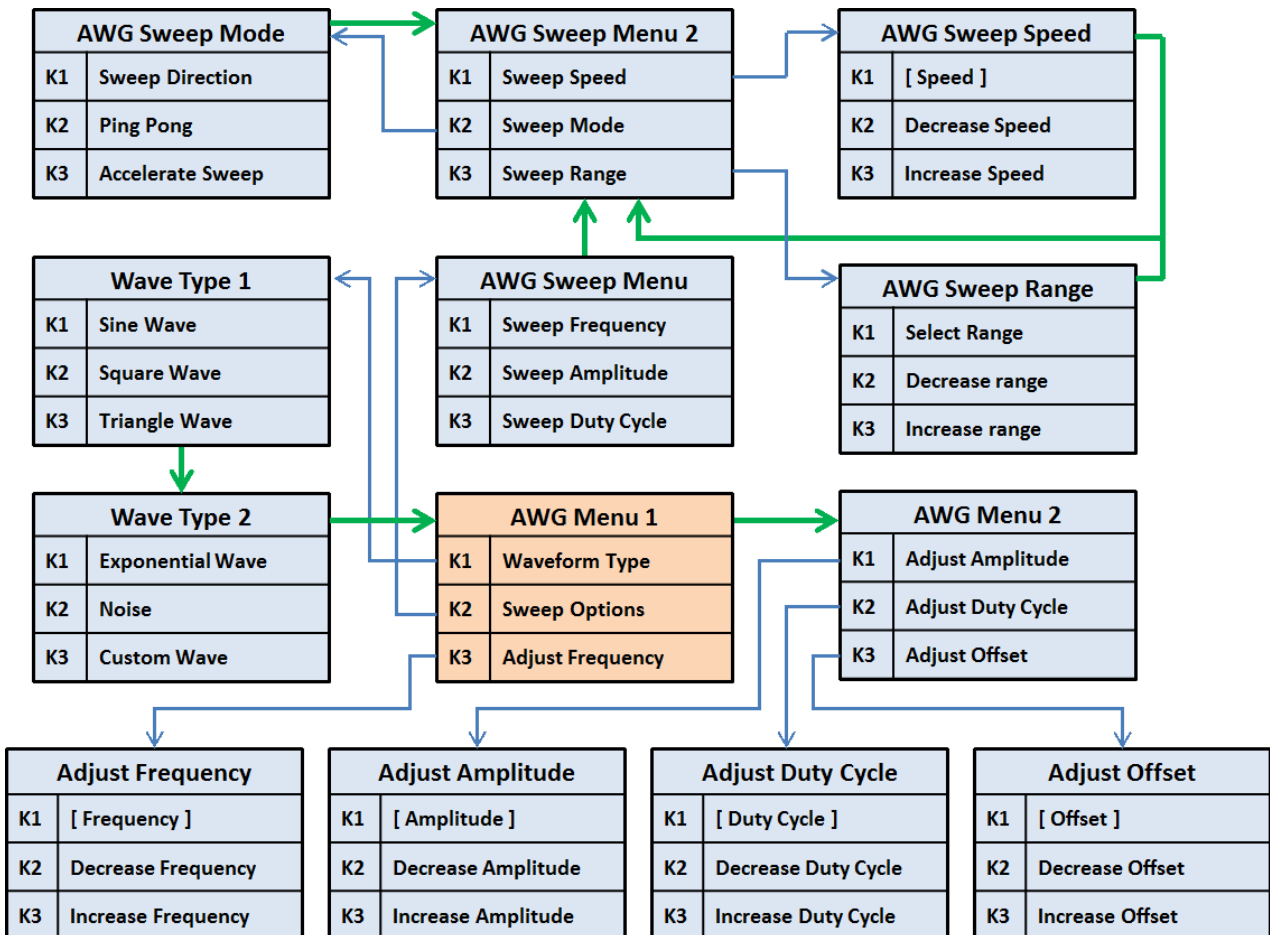 AWG Sweep Mode
K1 Sweep Direction
K2 Ping Pong
K3 Accelerate Sweep
AWG Sweep Menu 2
K1 Sweep Speed
K2 Sweep Mode
K3 Sweep Range
AWG Sweep Speed
K1 [ Speed ]
K2 Decrease Speed
K3 Increase Speed
Wave Type 1
K1 Sine Wave
K2 Square Wave
K3 Triangle Wave
AWG Sweep Menu
K1 Sweep Frequency
K2 Sweep Amplitude
K3 Sweep Duty Cycle
AWG Sweep Range
K1 Select Range
K2 Decrease range
K3 Increase range
Wave Type 2
K1 Exponential Wave
K2 Noise
K3 Custom Wave
AWG Menu 1
K1 Waveform Type
K2 Sweep Options
K3 Adjust Frequency
AWG Menu 2
K1 Adjust Amplitude
K2 Adjust Duty Cycle
K3 Adjust Offset
Adjust Frequency
K1 [ Frequency ]
K2 Decrease Frequency
K3 Increase Frequency
Adjust Amplitude
K1 [ Amplitude ]
K2 Decrease Amplitude
K3 Increase Amplitude
Adjust Duty Cycle
K1 [ Duty Cycle ]
K2 Decrease Duty Cycle
K3 Increase Duty Cycle
Adjust Offset
K1 [ Offset ]
K2 Decrease Offset
K3 Increase Offset